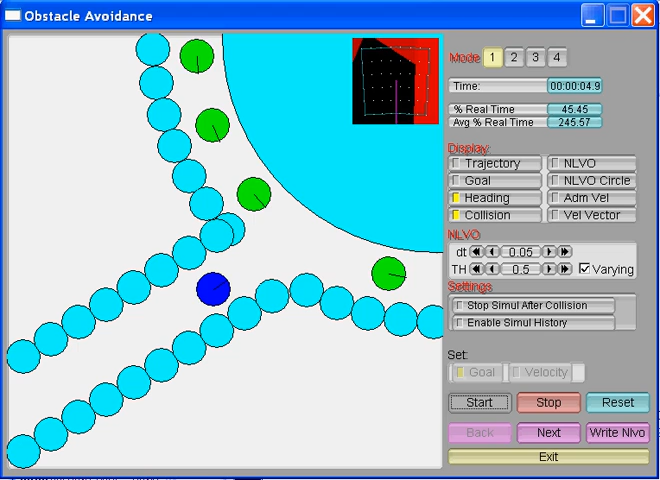 Obstacle Avoidance
Mode 1 2 3 4
Time: 00:00:04.9
% Real Time 45.45
Avg % Real Time 245.57
Display:
Trajectory NLVO
Goal NLVO Circle
Heading Adm Vel
Collision Vel Vector
NLVO
dt 0.05
TH 0.5 Varying
Settings
Stop Simul After Collision
Enable Simul History
Set:
Goal Velocity
Start Stop Reset
Back Next Write Nlvo
Exit